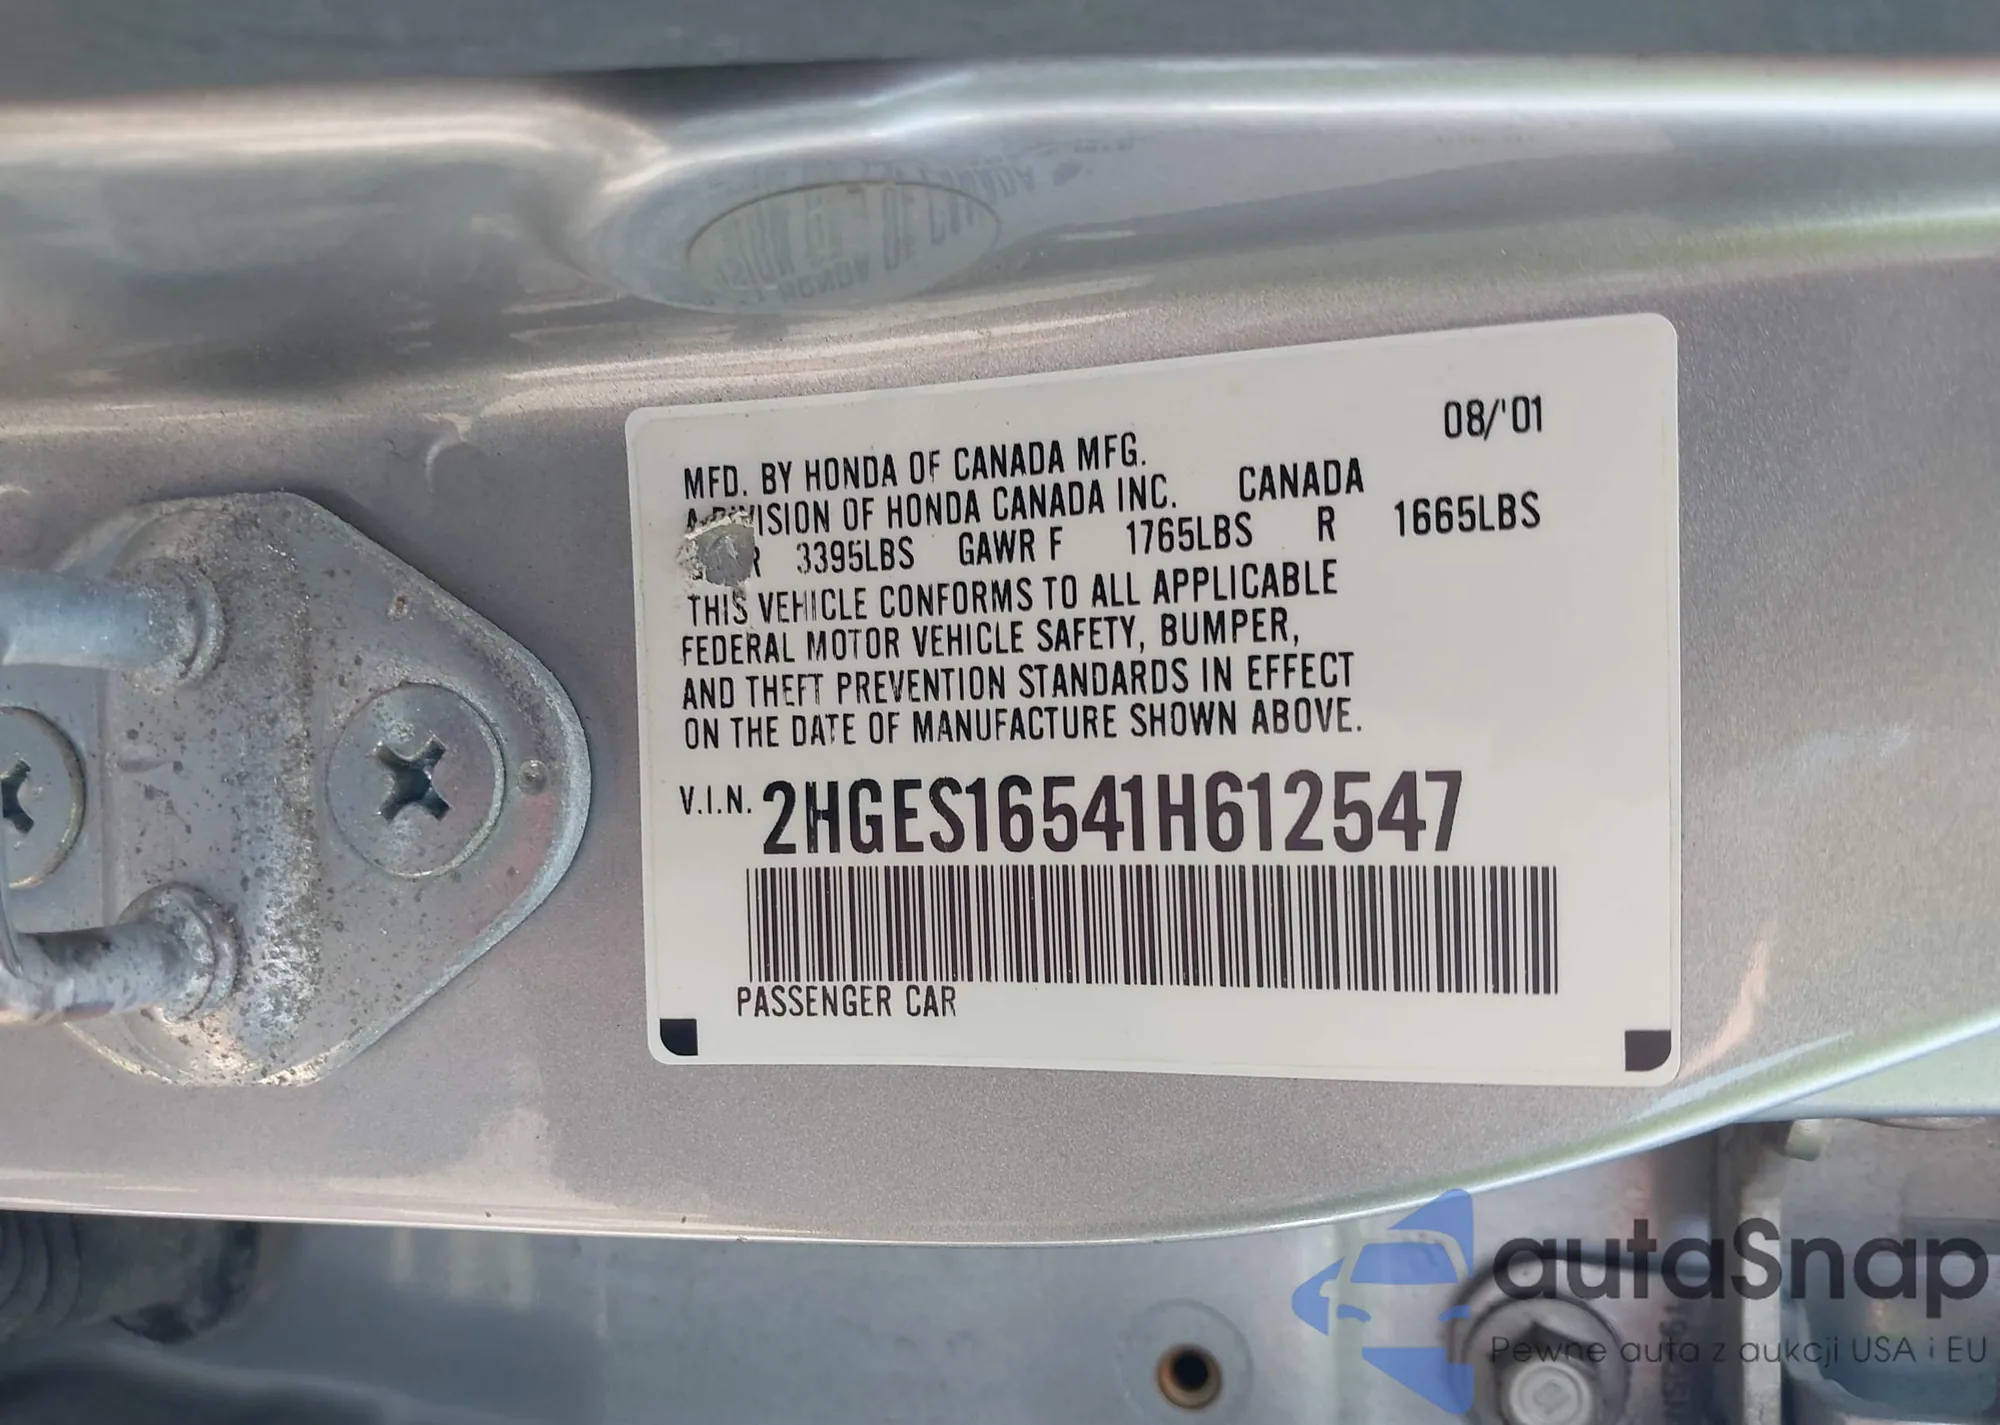 08/'01
MFD. BY HONDA OF CANADA MFG.
A DIVISION OF HONDA CANADA INC. CANADA
3395LBS GAWR F 1765LBS R 1665LBS
THIS VEHICLE CONFORMS TO ALL APPLICABLE
FEDERAL MOTOR VEHICLE SAFETY, BUMPER,
AND THEFT PREVENTION STANDARDS IN EFFECT
ON THE DATE OF MANUFACTURE SHOWN ABOVE.
V.I.N. 2HGES16541H612547
PASSENGER CAR
autaSnap
Pewne auta z aukcji USA i EU